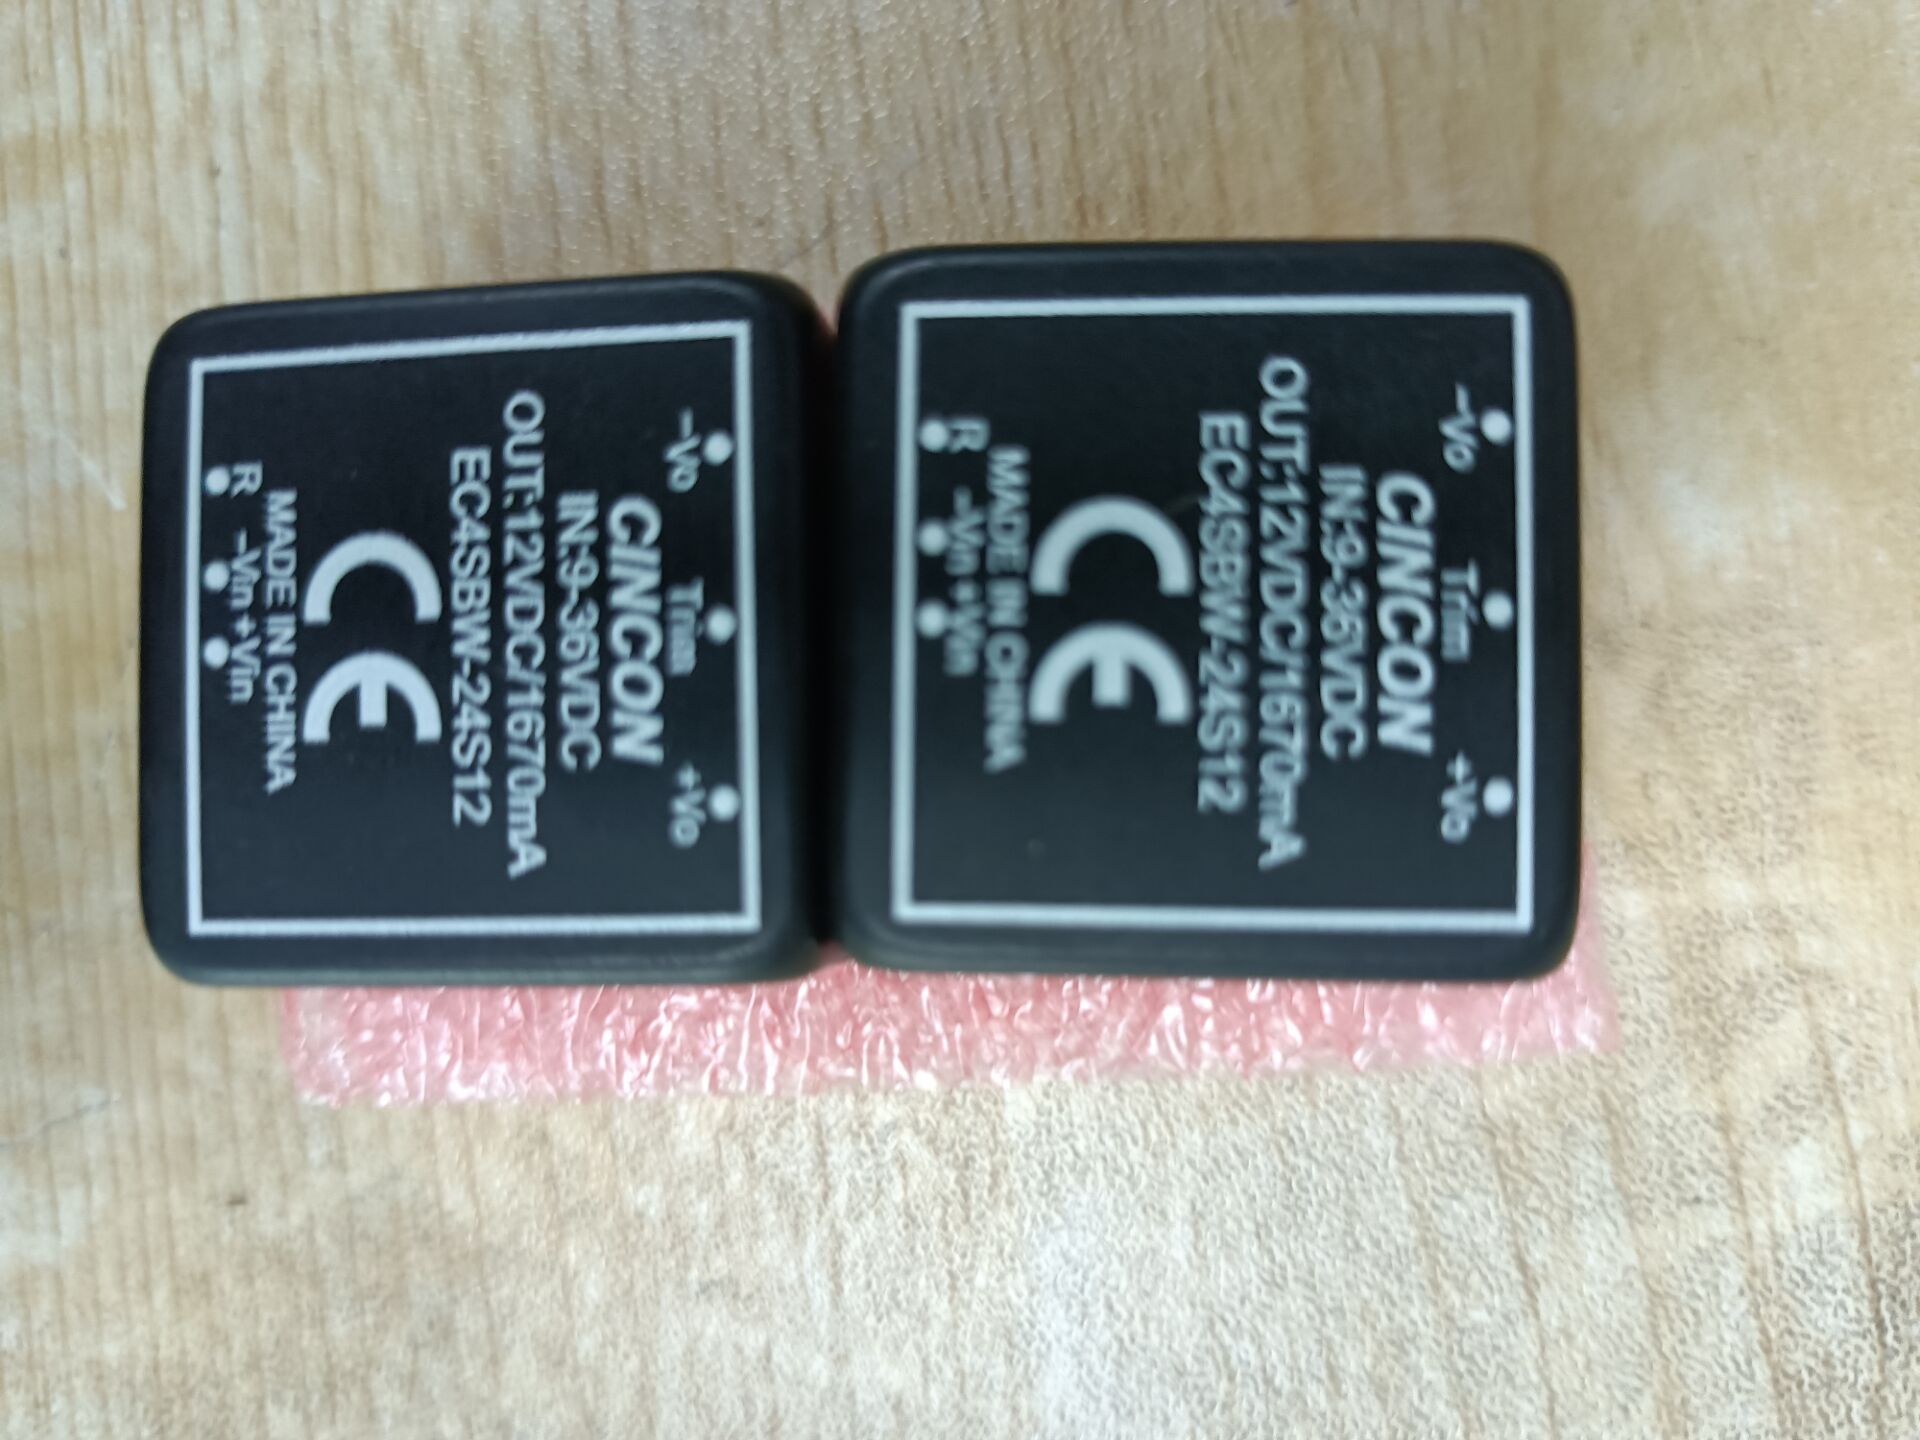 -Vo Trim +Vo
CINCON
IN:9-36VDC
OUT:12VDC/1670mA
EC4SBW-24S12
CE
MADE IN CHINA
R -Vin +Vin
-Vo Trim +Vo
CINCON
IN:9-36VDC
OUT:12VDC/1670mA
EC4SBW-24S12
CE
MADE IN CHINA
R -Vin +Vin